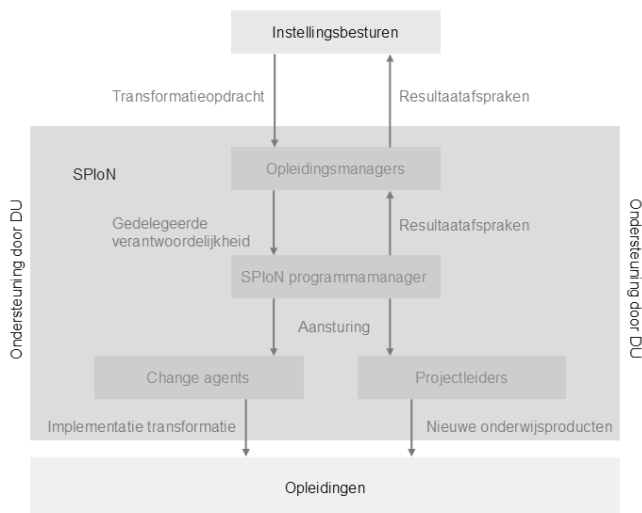 Instellingsbesturen
Transformatieopdracht
Resultaatafspraken
SPIoN
Opleidingsmanagers
Ondersteuning door DU
Ondersteuning door DU
Gedelegeerde
verantwoordelijkheid
Resultaatafspraken
SPIoN programmamanager
Aansturing
Change agents
Projectleiders
Implementatie transformatie
Nieuwe onderwijsproducten
Opleidingen